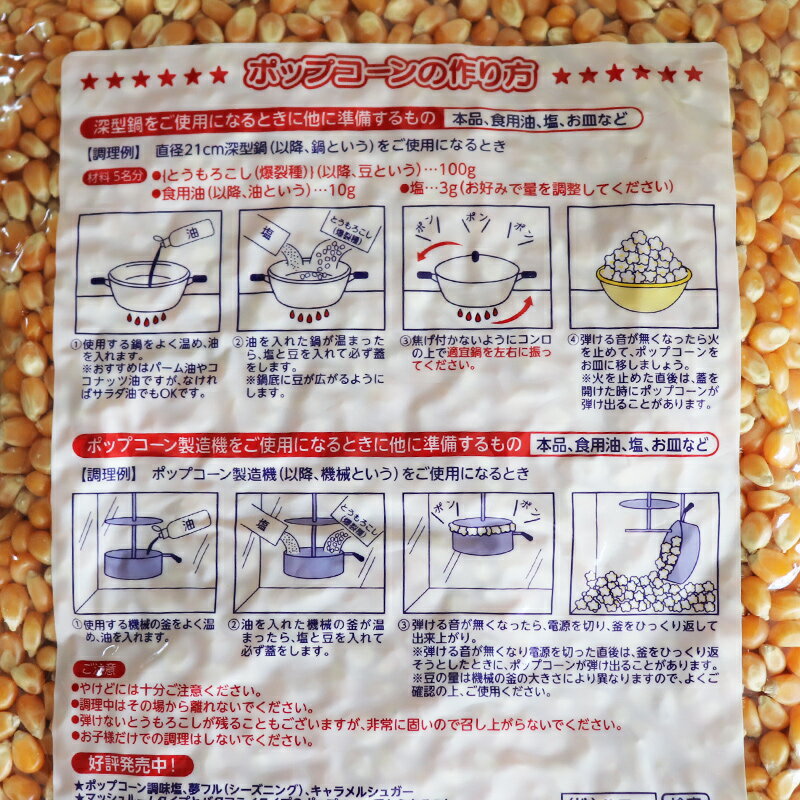 ★★★★★★ ポップコーンの作り方 ★★★★★★
深型鍋をご使用になるときに他に準備するもの 本品、食用油、塩、お皿など
【調理例】 直径21cm深型鍋(以降、鍋という)をご使用になるとき
材料 5名分 ●{とうもろこし(爆裂種)}(以降、豆という)…100g
●食用油(以降、油という)…10g ●塩…3g(お好みで量を調整してください)
油
塩
とうもろこし
(爆裂種)
ポン ポン ポン
①使用する鍋をよく温め、油
を入れます。
※おすすめはパーム油やコ
ココナッツ油ですが、なけれ
ばサラダ油でもOKです。
②油を入れた鍋が温まった
ら、塩と豆を入れて必ず蓋
をします。
※鍋底に豆が広がるように
します。
③焦げ付かないようにコンロ
の上で適宜鍋を左右に振っ
てください。
④弾ける音が無くなったら火
を止めて、ポップコーンを
お皿に移しましょう。
※火を止めた直後は、蓋を
開けた時にポップコーンが
弾け出ることがあります。
ポップコーン製造機をご使用になるときに他に準備するもの 本品、食用油、塩、お皿など
【調理例】 ポップコーン製造機(以降、機械という)をご使用になるとき
油
塩
とうもろこし
(爆裂種)
ポン ポン
①使用する機械の釜をよく温
め、油を入れます。
②油を入れた機械の釜が温
まったら、塩と豆を入れて
必ず蓋をします。
③弾ける音が無くなったら、電源を切り、釜をひっくり返して
出来上がり。
※弾ける音が無くなり電源を切った直後は、釜をひっくり返
そうとしたときに、ポップコーンが弾け出ることがあります。
※豆の量は機械の釜の大きさにより異なりますので、よくご
確認の上、ご使用ください。
ご注意
●やけどには十分ご注意ください。
●調理中はその場から離れないでください。
●弾けないとうもろこしが残ることもございますが、非常に固いので召し上がらないでください。
●お子様だけでの調理はしないでください。
好評発売中!
★ポップコーン調味塩、夢フル(シーズニング)、キャラメルシュガー